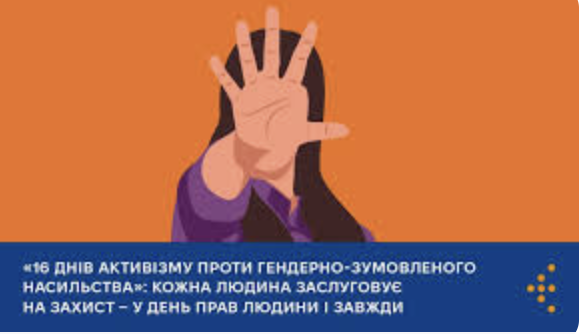 «16 ДНІВ АКТИВІЗМУ ПРОТИ ГЕНДЕРНО-ЗУМОВЛЕНОГО
НАСИЛЬСТВА»: КОЖНА ЛЮДИНА ЗАСЛУГОВУЄ
НА ЗАХИСТ – У ДЕНЬ ПРАВ ЛЮДИНИ І ЗАВЖДИ